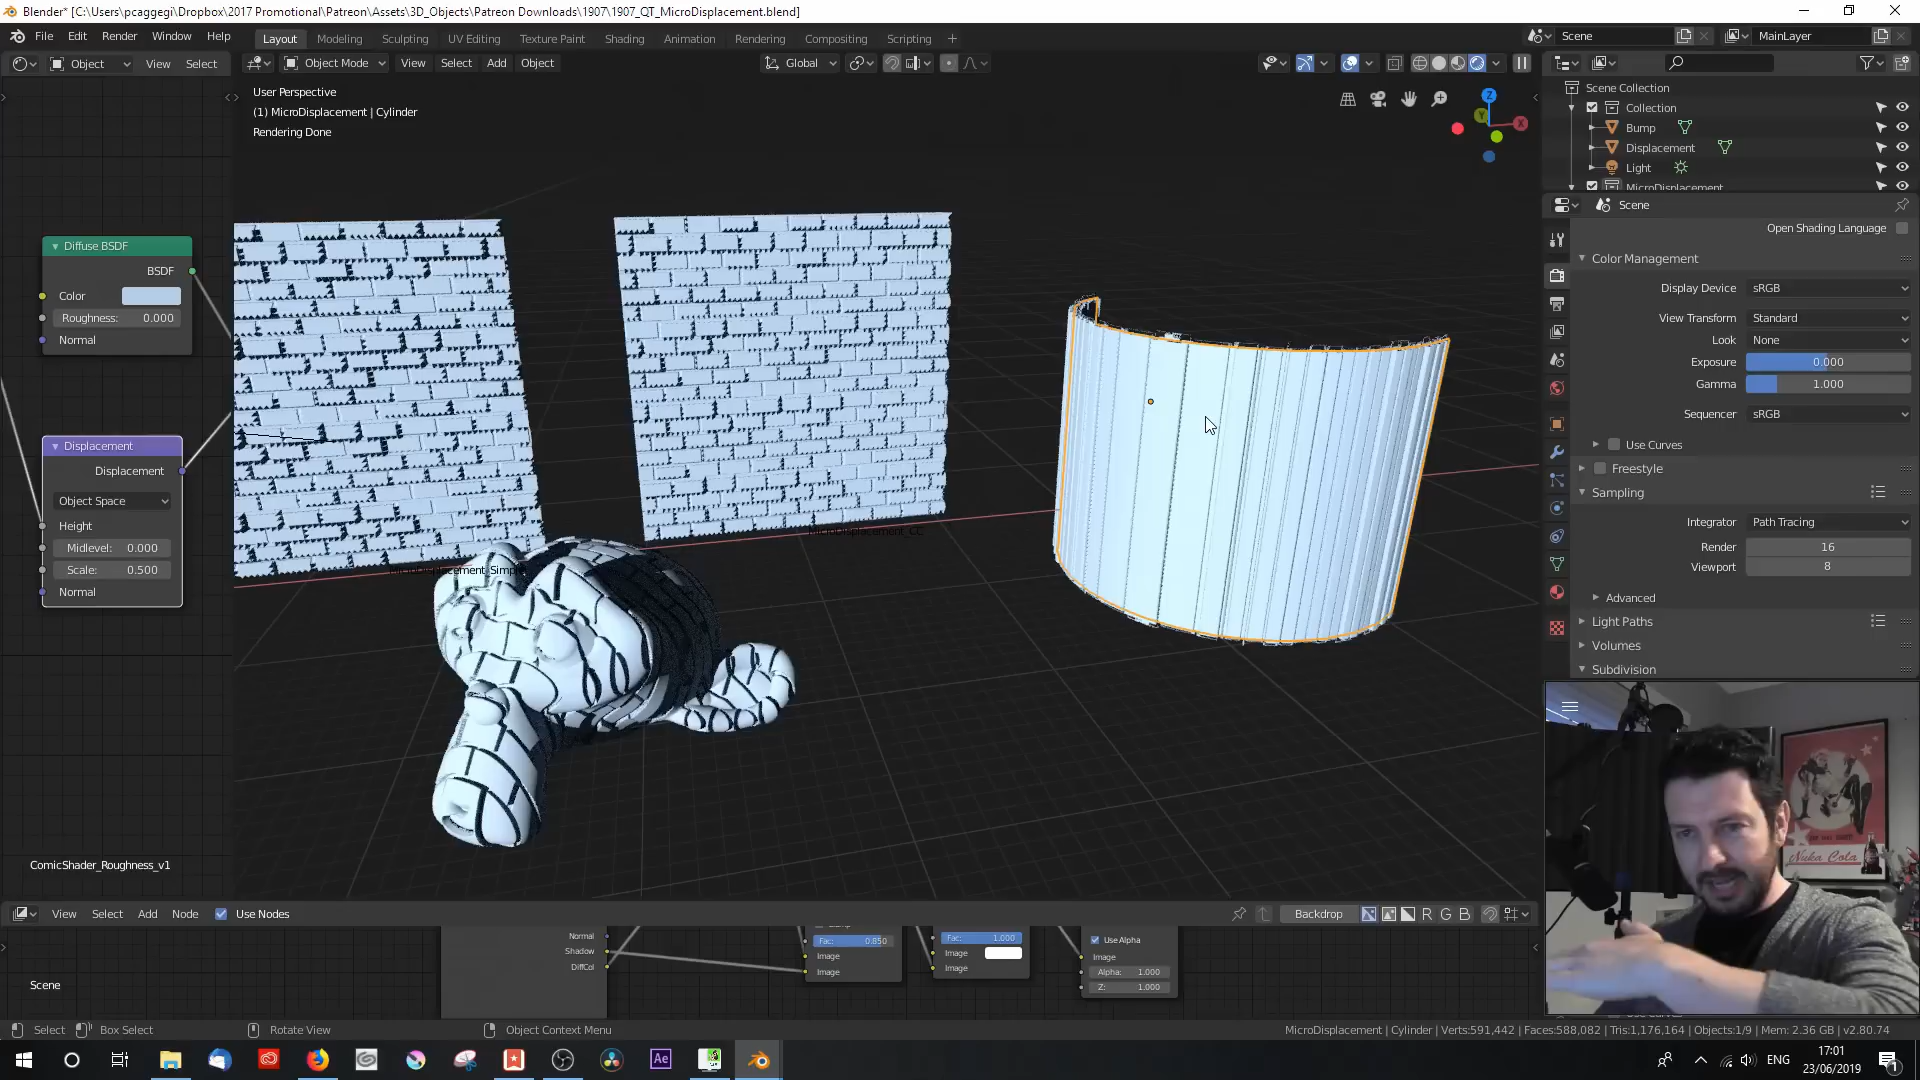 Blender* [C:\Users\pcaggegi\Dropbox\2017 Promotional\Patreon\Assets\3D_Objects\Patreon Downloads\1907\1907_QT_MicroDisplacement.blend]
File Edit Render Window Help
Layout Modeling Sculpting UV Editing Texture Paint Shading Animation Rendering Compositing Scripting
Scene MainLayer
Object View Select
Object Mode View Select Add Object
Global
User Perspective
(1) MicroDisplacement | Cylinder
Rendering Done
Z
Y
X
Scene Collection
Collection
Bump
Displacement
Light
MicroDisplacement
Scene
Open Shading Language
Color Management
Display Device sRGB
View Transform Standard
Look None
Exposure 0.000
Gamma 1.000
Sequencer sRGB
Use Curves
Freestyle
Sampling
Integrator Path Tracing
Render 16
Viewport 8
Advanced
Light Paths
Volumes
Subdivision
Diffuse BSDF
BSDF
Color
Roughness: 0.000
Normal
Displacement
Displacement
Object Space
Height
Midlevel: 0.000
Scale: 0.500
Normal
MicroDisplacement_CC
MicroDisplacement_Simple
ComicShader_Roughness_v1
Nuka Cola
View Select Add Node Use Nodes
Backdrop R G B
Normal
Shadow
DiffCol
Fac: 0.850
Image
Image
Fac: 1.000
Image
Image
Use Alpha
Image
Alpha: 1.000
Z: 1.000
Scene
Select Box Select Rotate View Object Context Menu
MicroDisplacement | Cylinder | Verts:591,442 | Faces:588,082 | Tris:1,176,164 | Objects:1/9 | Mem: 2.36 GB | v2.80.74
Ae
ENG
17:01
23/06/2019
1